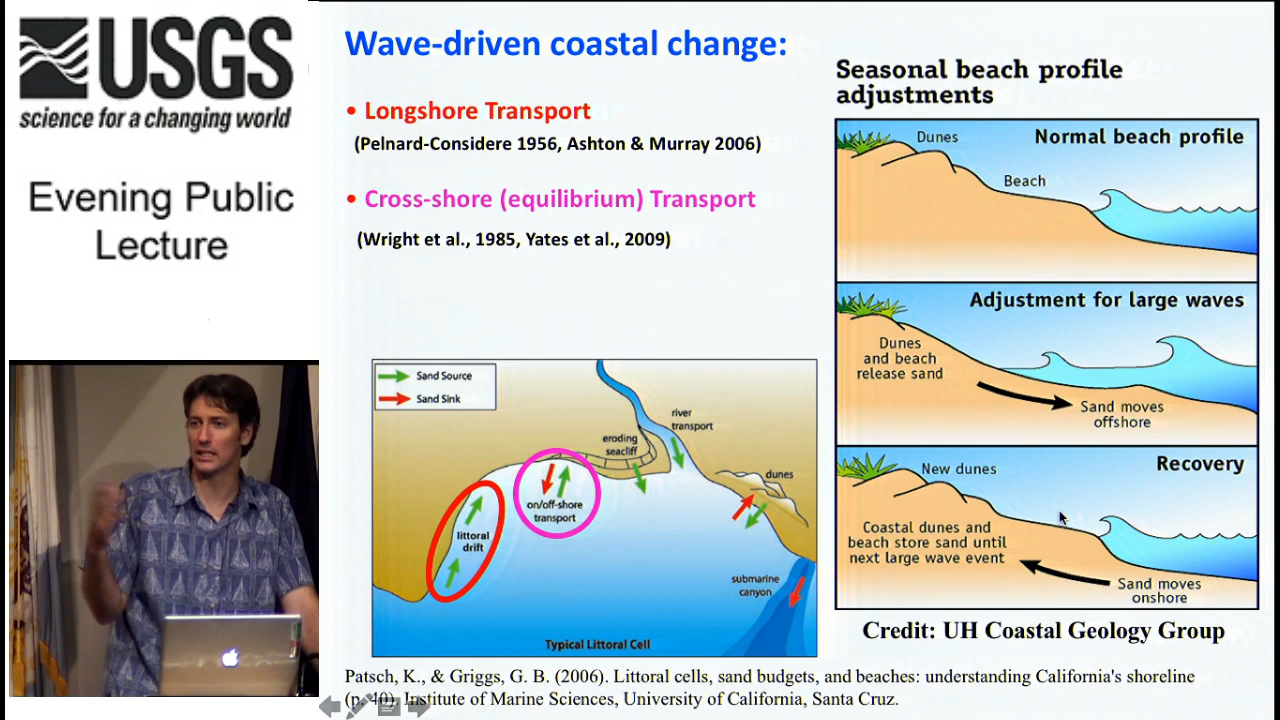 USGS
science for a changing world
Evening Public
Lecture
Wave-driven coastal change:
• Longshore Transport
(Pelnard-Considere 1956, Ashton & Murray 2006)
• Cross-shore (equilibrium) Transport
(Wright et al., 1985, Yates et al., 2009)
Sand Source
Sand Sink
river
transport
eroding
seacliff
dunes
on/off-shore
transport
littoral
drift
submarine
canyon
Typical Littoral Cell
Seasonal beach profile
adjustments
Normal beach profile
Dunes
Beach
Adjustment for large waves
Dunes
and beach
release sand
Sand moves
offshore
Recovery
New dunes
Coastal dunes and
beach store sand until
next large wave event
Sand moves
onshore
Credit: UH Coastal Geology Group
Patsch, K., & Griggs, G. B. (2006). Littoral cells, sand budgets, and beaches: understanding California's shoreline
(p. 40). Institute of Marine Sciences, University of California, Santa Cruz.